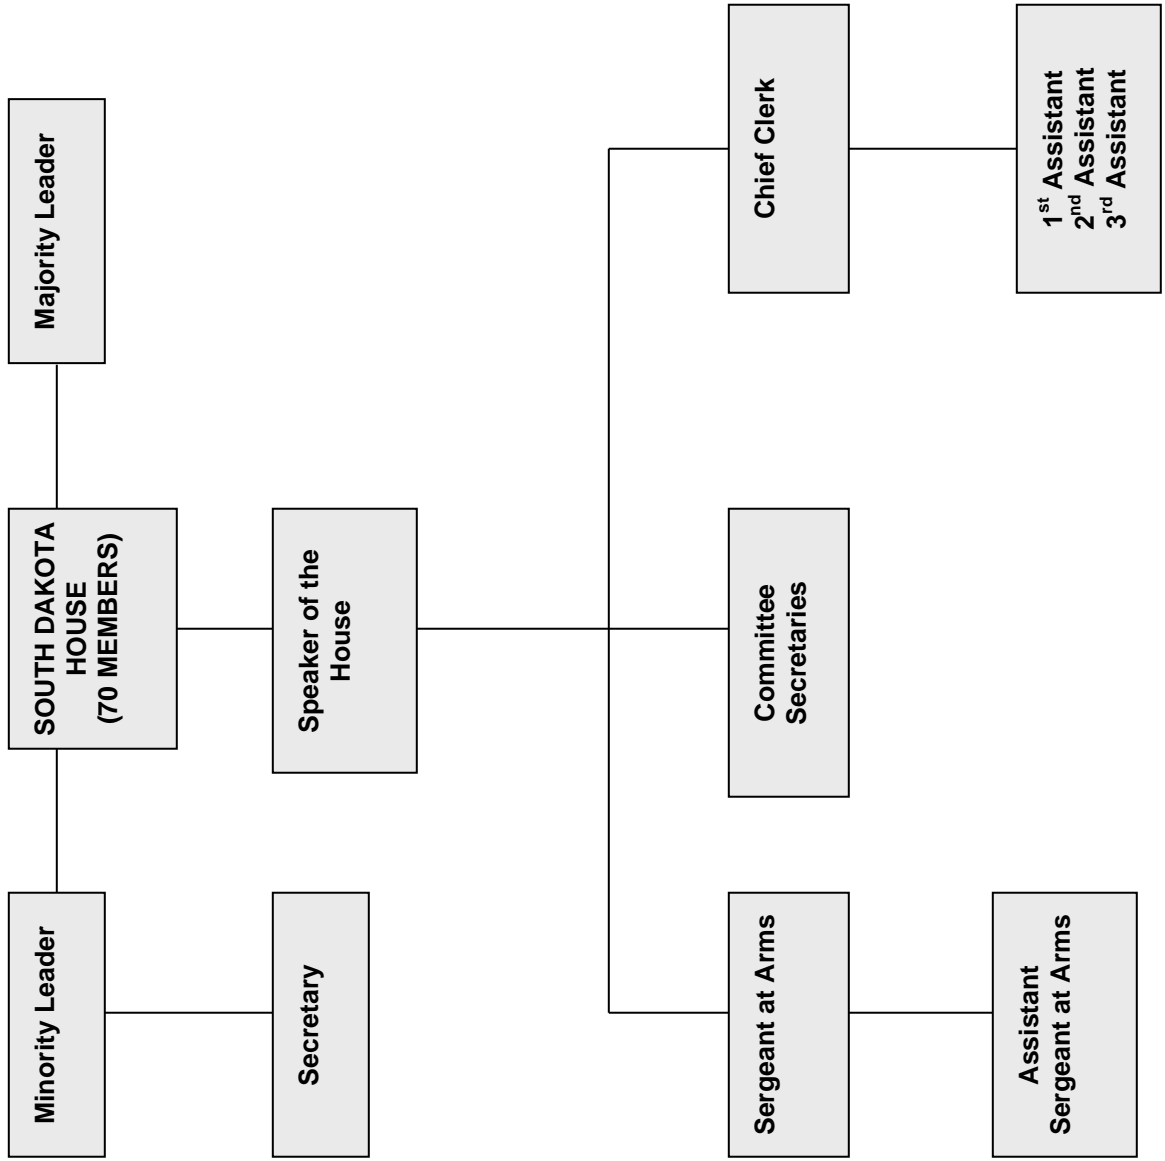 SOUTH DAKOTA
HOUSE
(70 MEMBERS)
Minority Leader
Majority Leader
Secretary
Speaker of the
House
Sergeant at Arms
Committee
Secretaries
Chief Clerk
Assistant
Sergeant at Arms
1st Assistant
2nd Assistant
3rd Assistant